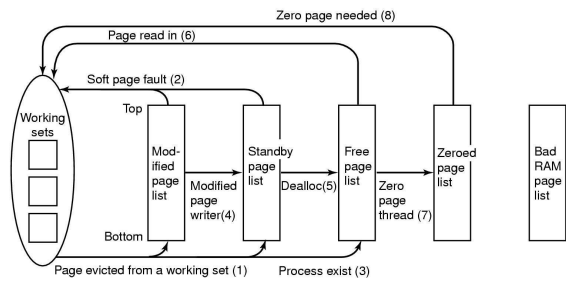 Zero page needed (8)
Page read in (6)
Soft page fault (2)
Top
Working
sets
Mod-
ified
page
list
Standby
page
list
Free
page
list
Zeroed
page
list
Bad
RAM
page
list
Modified
page
writer(4)
Dealloc(5)
Zero
page
thread (7)
Bottom
Page evicted from a working set (1)
Process exist (3)